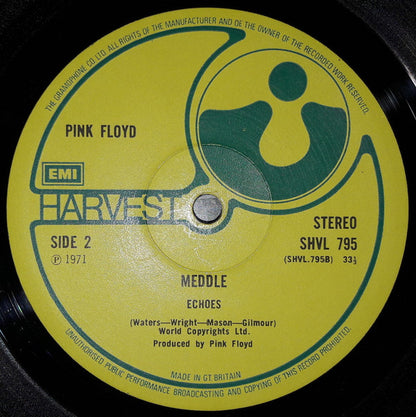 THE GRAMOPHONE CO LTD. ALL RIGHTS OF THE MANUFACTURER AND OF THE OWNER OF THE RECORDED WORK RESERVED.
PINK FLOYD
EMI
HARVEST
STEREO
SIDE 2
SHVL 795
℗ 1971
(SHVL.795B) 33⅓
MEDDLE
ECHOES
(Waters—Wright—Mason—Gilmour)
World Copyrights Ltd.
Produced by Pink Floyd
MADE IN GT BRITAIN
UNAUTHORISED PUBLIC PERFORMANCE BROADCASTING AND COPYING OF THIS RECORD PROHIBITED.